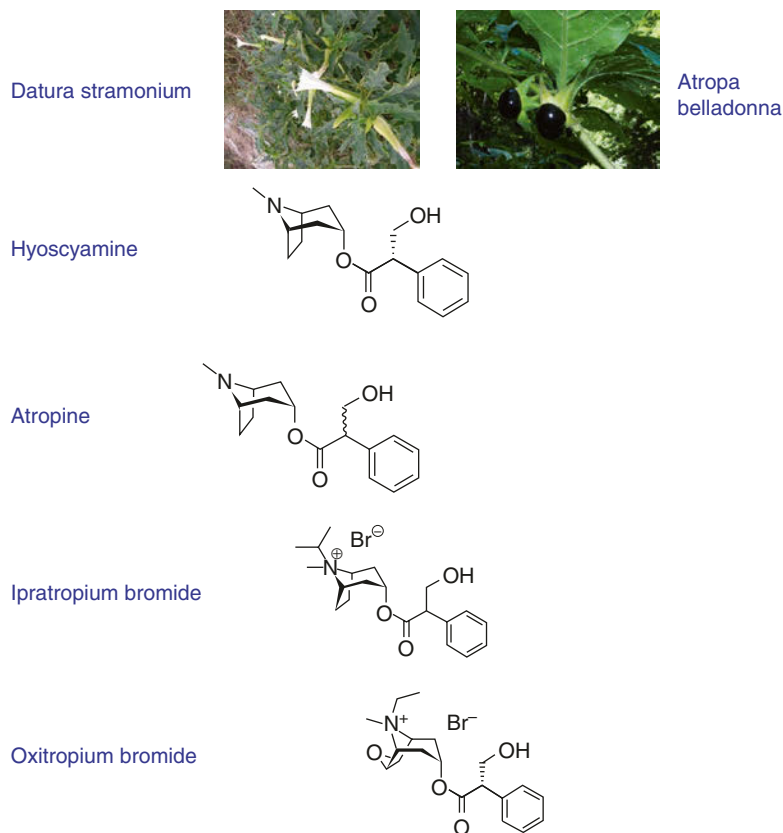 Datura stramonium
Atropa
belladonna
N
OH
Hyoscyamine
O
O
N
OH
Atropine
O
O
Br⊖
N⊕
OH
Ipratropium bromide
O
O
N+
Br−
Oxitropium bromide
O
OH
O
O